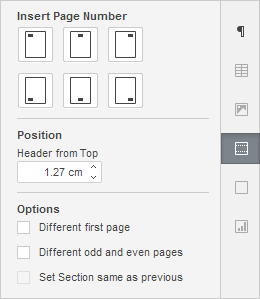 Insert Page Number
Position
Header from Top
1.27 cm
Options
Different first page
Different odd and even pages
Set Section same as previous